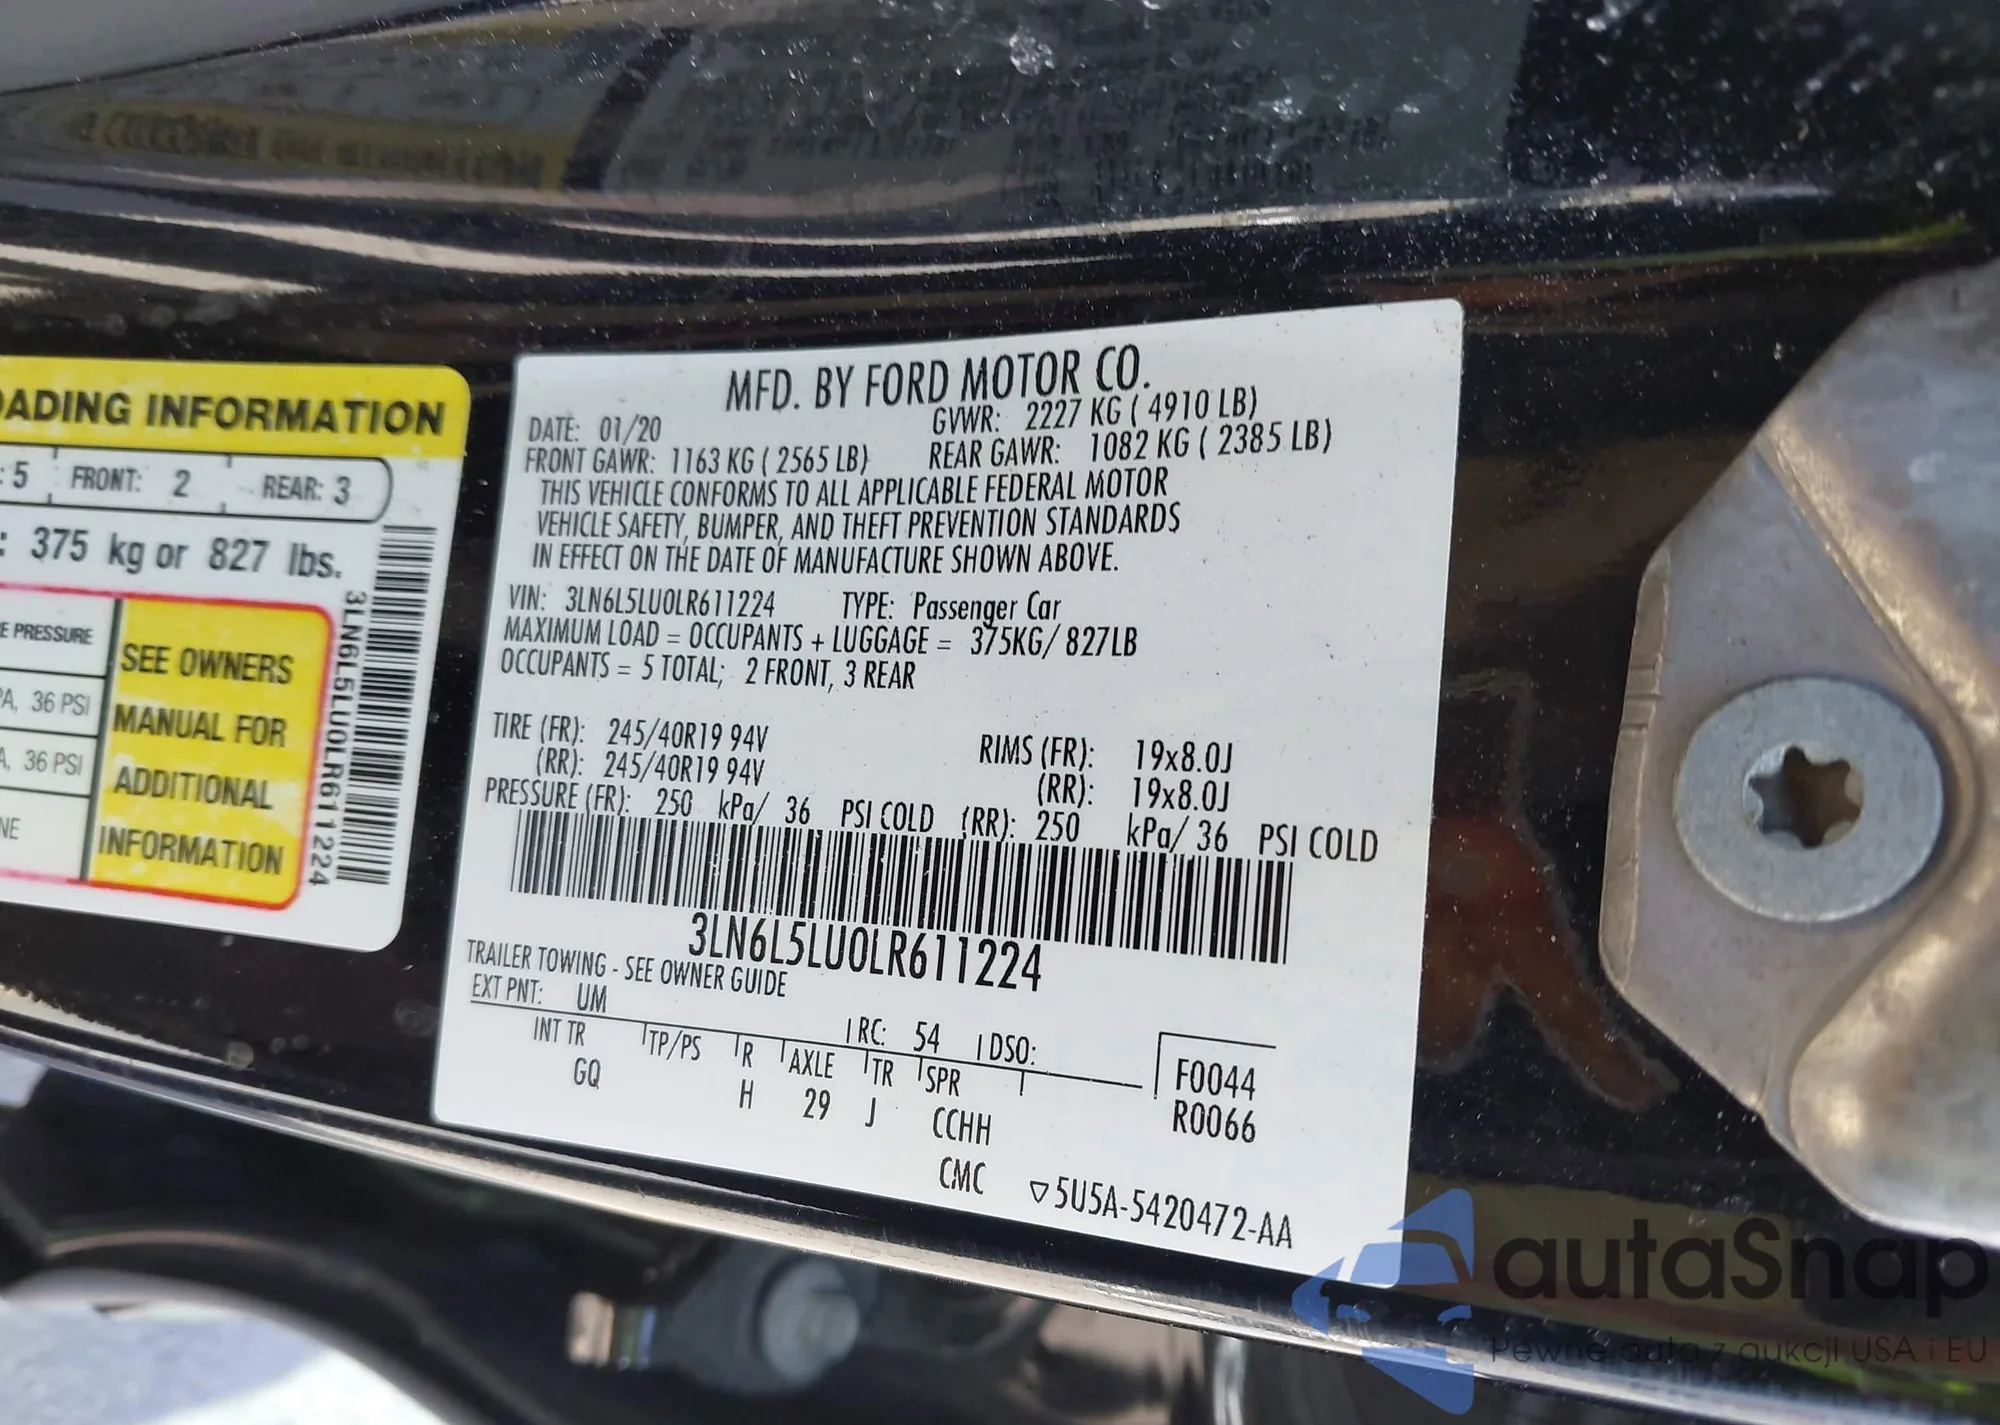 OADING INFORMATION
: 5 FRONT: 2 REAR: 3
: 375 kg or 827 lbs.
E PRESSURE
PA, 36 PSI
A, 36 PSI
NE
SEE OWNERS
MANUAL FOR
ADDITIONAL
INFORMATION
3LN6L5LU0LR611224
MFD. BY FORD MOTOR CO.
DATE: 01/20 GVWR: 2227 KG ( 4910 LB)
FRONT GAWR: 1163 KG ( 2565 LB) REAR GAWR: 1082 KG ( 2385 LB)
THIS VEHICLE CONFORMS TO ALL APPLICABLE FEDERAL MOTOR
VEHICLE SAFETY, BUMPER, AND THEFT PREVENTION STANDARDS
IN EFFECT ON THE DATE OF MANUFACTURE SHOWN ABOVE.
VIN: 3LN6L5LU0LR611224 TYPE: Passenger Car
MAXIMUM LOAD = OCCUPANTS + LUGGAGE = 375KG/ 827LB
OCCUPANTS = 5 TOTAL; 2 FRONT, 3 REAR
TIRE (FR): 245/40R19 94V RIMS (FR): 19x8.0J
(RR): 245/40R19 94V (RR): 19x8.0J
PRESSURE (FR): 250 kPa/ 36 PSI COLD (RR): 250 kPa/ 36 PSI COLD
3LN6L5LU0LR611224
TRAILER TOWING - SEE OWNER GUIDE
EXT PNT: UM RC: 54 DSO:
INT TR TP/PS R AXLE TR SPR
GQ H 29 J CCHH
CMC
F0044
R0066
▽5U5A-5420472-AA
autaSnap
Pewne auta z aukcji USA i EU